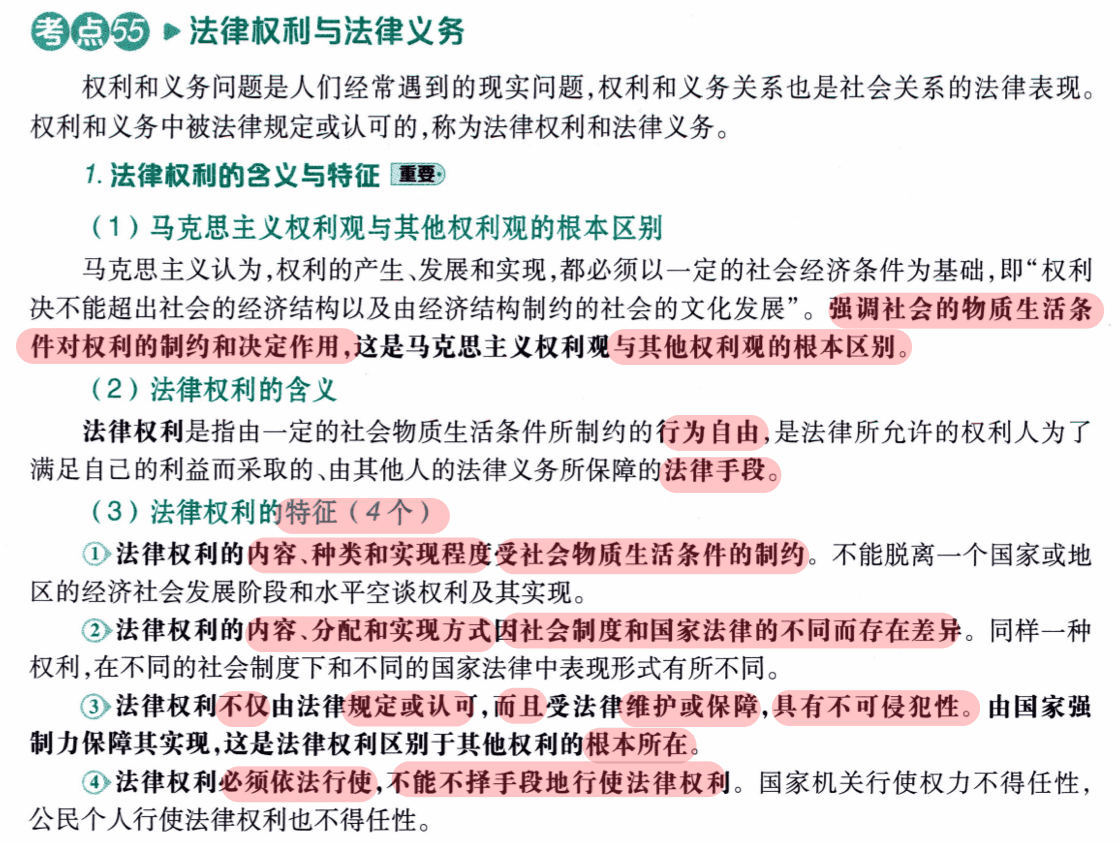 考点55 ▶ 法律权利与法律义务
权利和义务问题是人们经常遇到的现实问题,权利和义务关系也是社会关系的法律表现。
权利和义务中被法律规定或认可的,称为法律权利和法律义务。
1. 法律权利的含义与特征 重要
（1）马克思主义权利观与其他权利观的根本区别
马克思主义认为,权利的产生、发展和实现,都必须以一定的社会经济条件为基础,即“权利
决不能超出社会的经济结构以及由经济结构制约的社会的文化发展”。强调社会的物质生活条
件对权利的制约和决定作用,这是马克思主义权利观与其他权利观的根本区别。
（2）法律权利的含义
法律权利是指由一定的社会物质生活条件所制约的行为自由,是法律所允许的权利人为了
满足自己的利益而采取的、由其他人的法律义务所保障的法律手段。
（3）法律权利的特征（4个）
①法律权利的内容、种类和实现程度受社会物质生活条件的制约。不能脱离一个国家或地
区的经济社会发展阶段和水平空谈权利及其实现。
②法律权利的内容、分配和实现方式因社会制度和国家法律的不同而存在差异。同样一种
权利,在不同的社会制度下和不同的国家法律中表现形式有所不同。
③法律权利不仅由法律规定或认可,而且受法律维护或保障,具有不可侵犯性。由国家强
制力保障其实现,这是法律权利区别于其他权利的根本所在。
④法律权利必须依法行使,不能不择手段地行使法律权利。国家机关行使权力不得任性,
公民个人行使法律权利也不得任性。